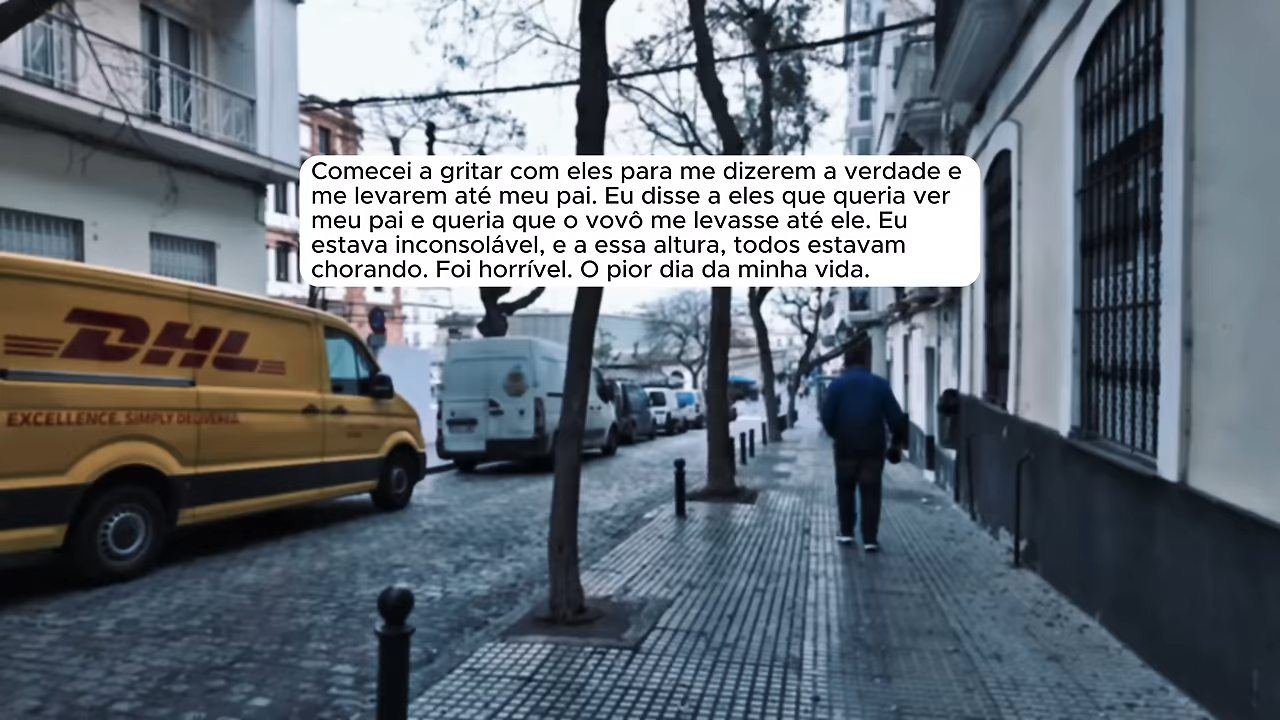 Comecei a gritar com eles para me dizerem a verdade e
me levarem até meu pai. Eu disse a eles que queria ver
meu pai e queria que o vovô me levasse até ele. Eu
estava inconsolável, e a essa altura, todos estavam
chorando. Foi horrível. O pior dia da minha vida.
DHL
EXCELLENCE. SIMPLY DELIVERED.